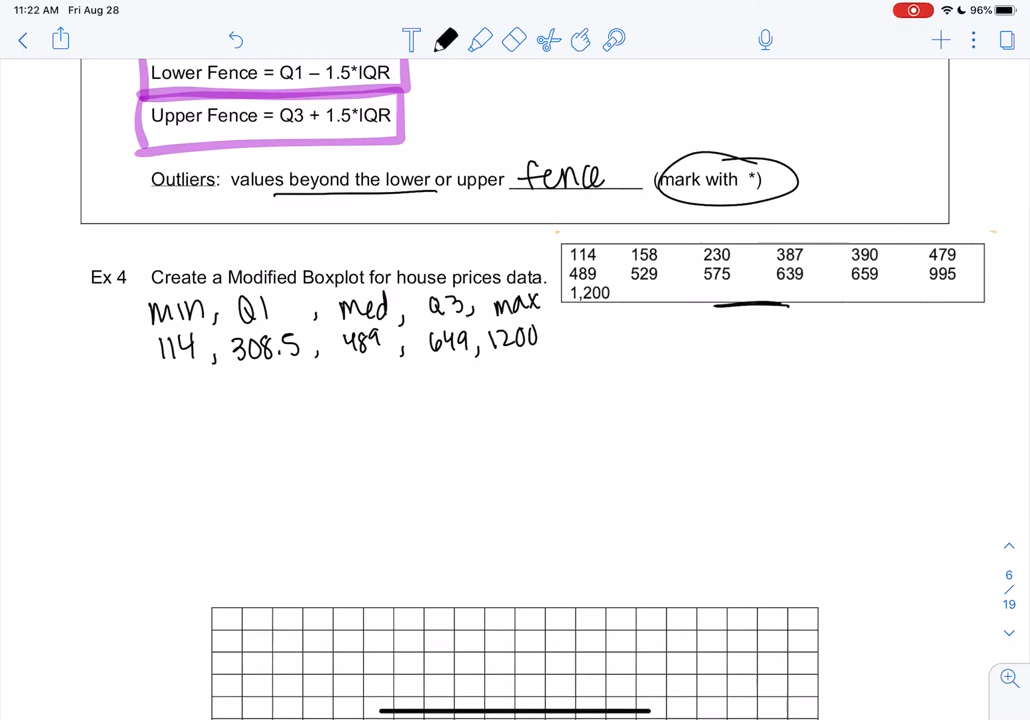 11:22 AM Fri Aug 28 96%
T
Lower Fence = Q1 – 1.5*IQR
Upper Fence = Q3 + 1.5*IQR
Outliers: values beyond the lower or upper fence (mark with *)
114 158 230 387 390 479
489 529 575 639 659 995
1,200
Ex 4 Create a Modified Boxplot for house prices data.
min, Q1 , med, Q3, max
114 , 308.5 , 489 , 649, 1200
6
/
19